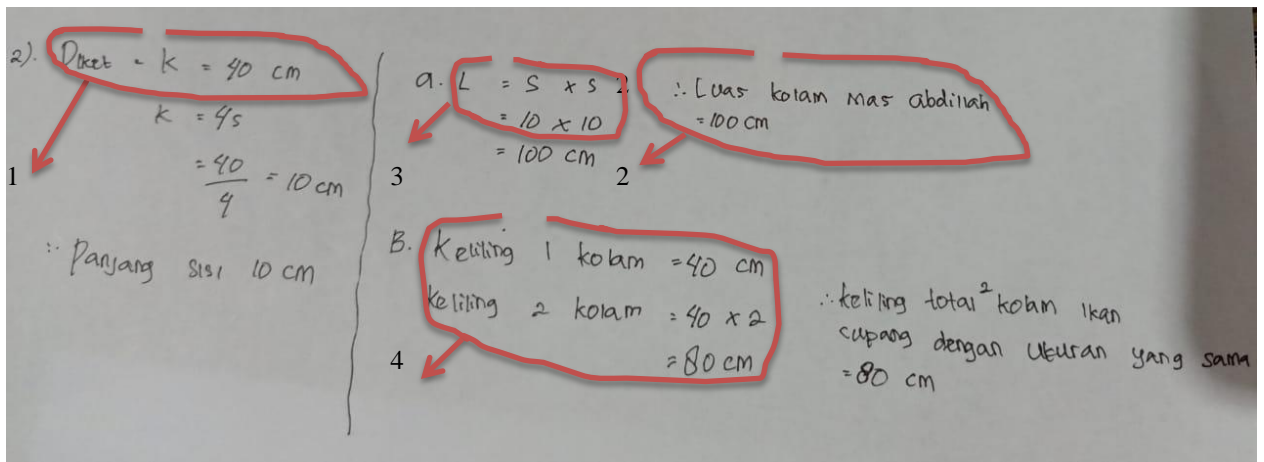 2). Diket - K = 40 cm
K = 4s
= 40/4 = 10 cm
∴ Panjang sisi 10 cm
1
a. L = S x s
= 10 x 10
= 100 cm
3
2
∴ Luas kolam mas abdillah
= 100 cm
2
B. Keliling 1 kolam = 40 cm
keliling 2 kolam = 40 x 2
= 80 cm
4
∴ keliling total 2 kolam ikan
cupang dengan ukuran yang sama
= 80 cm